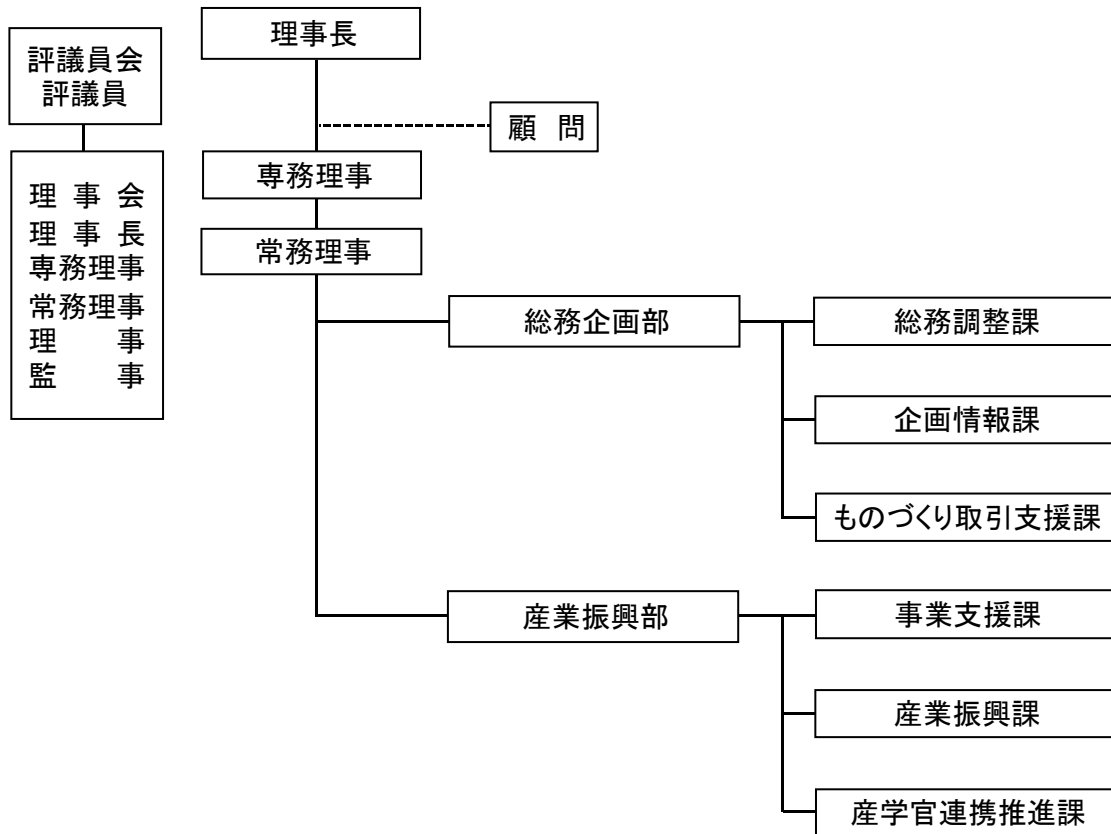 評議員会
評議員
理事会
理事長
専務理事
常務理事
理事
監事
理事長
顧問
専務理事
常務理事
総務企画部
総務調整課
企画情報課
ものづくり取引支援課
産業振興部
事業支援課
産業振興課
産学官連携推進課